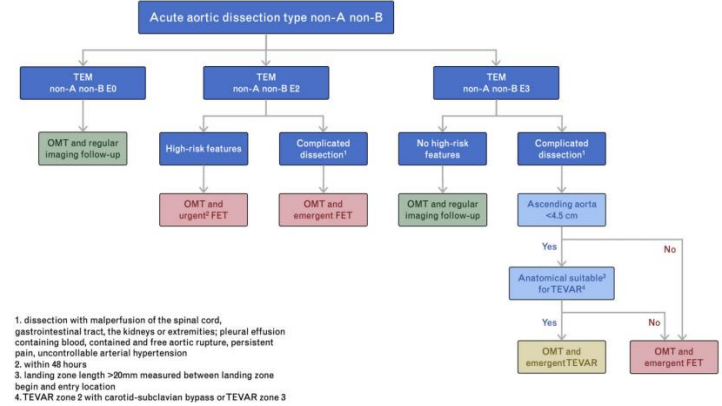 Acute aortic dissection type non-A non-B
TEM
non-A non-B E0
TEM
non-A non-B E2
TEM
non-A non-B E3
OMT and regular
imaging follow-up
High-risk features
Complicated
dissection¹
No high-risk
features
Complicated
dissection¹
OMT and
urgent² FET
OMT and
emergent FET
OMT and regular
imaging follow-up
Ascending aorta
<4.5 cm
Yes
No
Anatomical suitable³
for TEVAR⁴
Yes
No
OMT and
emergent TEVAR
OMT and
emergent FET
1. dissection with malperfusion of the spinal cord,
gastrointestinal tract, the kidneys or extremities; pleural effusion
containing blood, contained and free aortic rupture, persistent
pain, uncontrollable arterial hypertension
2. within 48 hours
3. landing zone length >20mm measured between landing zone
begin and entry location
4. TEVAR zone 2 with carotid-subclavian bypass or TEVAR zone 3